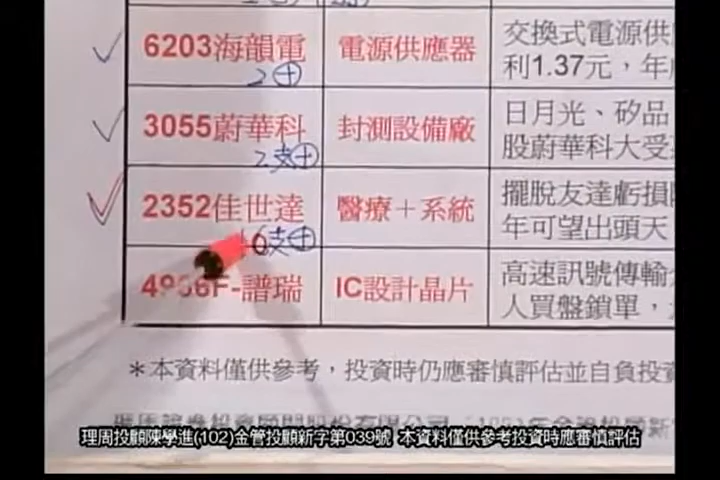 6203海韻電
2
電源供應器
交換式電源供
利1.37元，年
3055蔚華科
2支
封測設備廠
日月光、矽品
股蔚華科大受
2352佳世達
支
醫療＋系統
擺脫友達虧損
年可望出頭天
F-譜瑞
IC設計晶片
高速訊號傳輸
人買盤鎖單，
＊本資料僅供參考，投資時仍應審慎評估並自負投資
理周投顧陳學進(102)金管投顧新字第039號 本資料僅供參考投資時應審慎評估